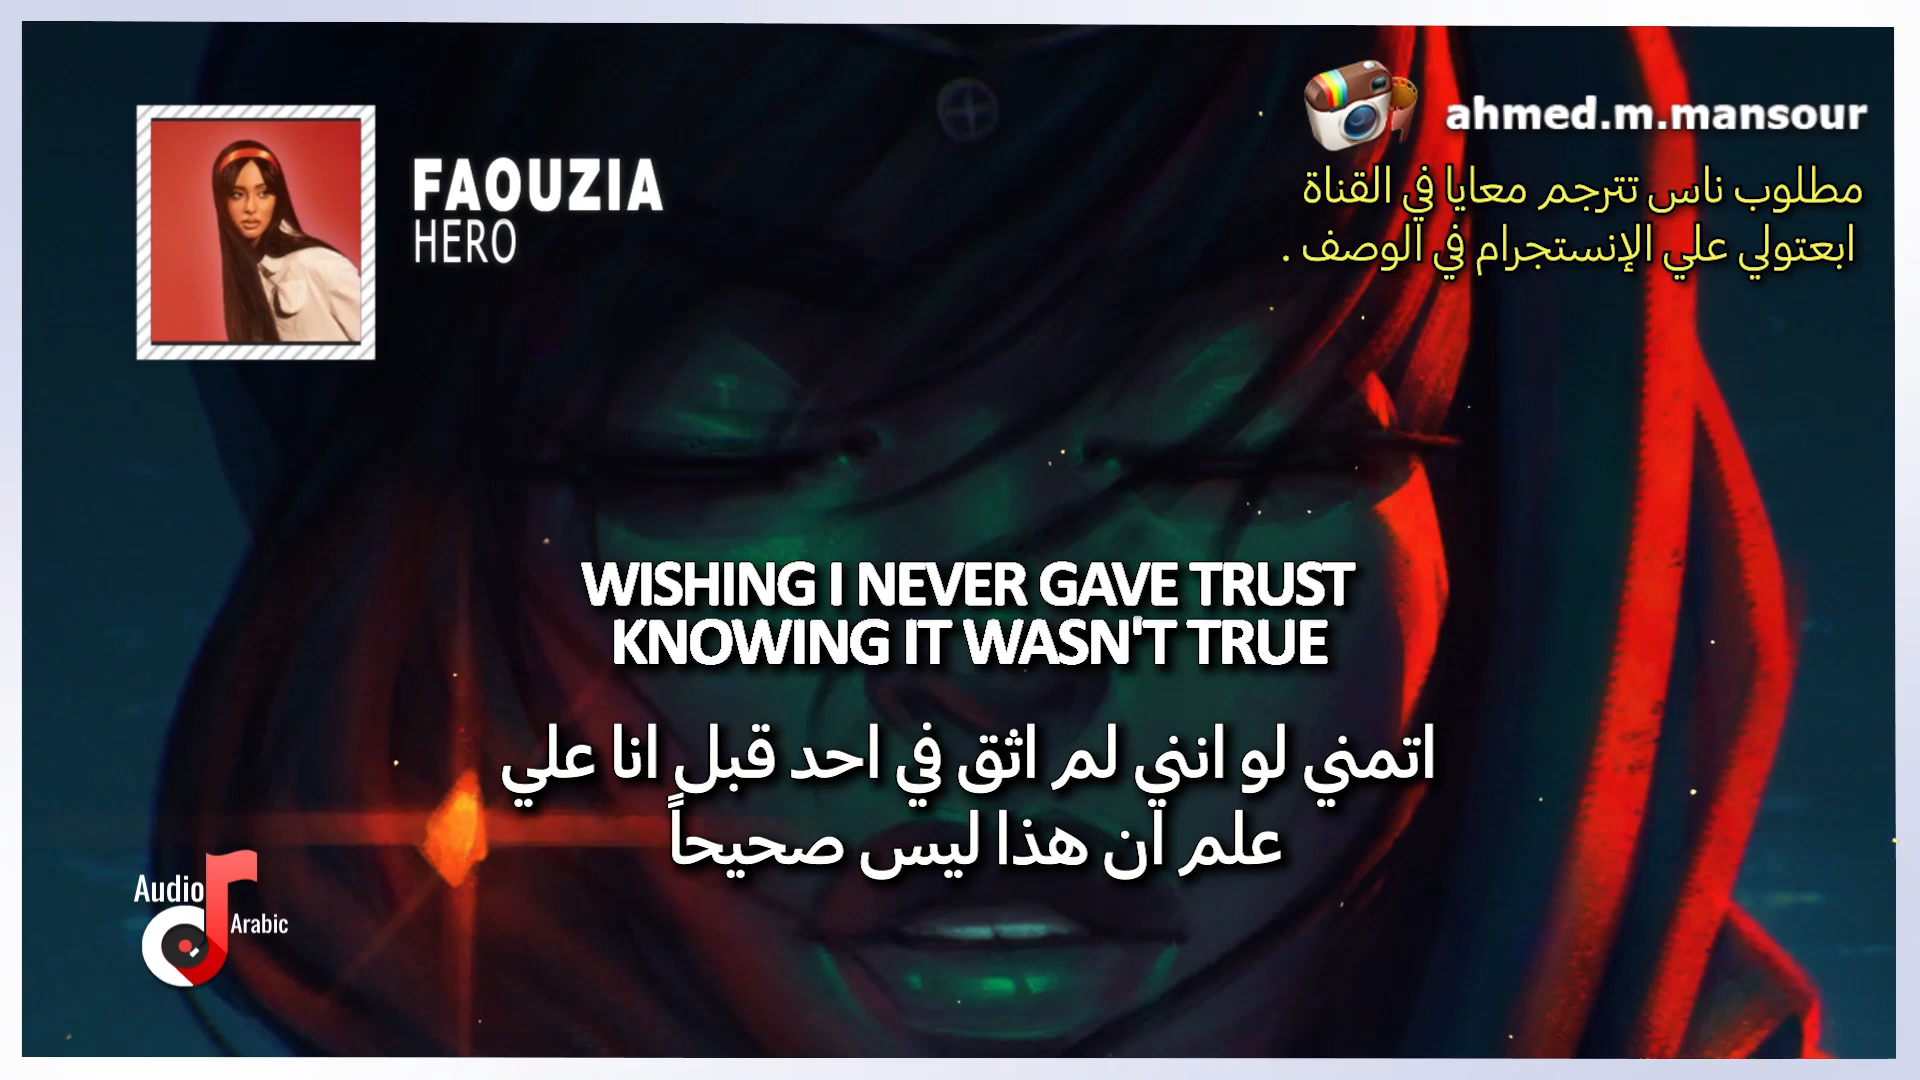 FAOUZIA
HERO
ahmed.m.mansour
مطلوب ناس تترجم معايا في القناة
ابعتولي علي الإنستجرام في الوصف .
WISHING I NEVER GAVE TRUST
KNOWING IT WASN'T TRUE
اتمني لو انني لم اثق في احد قبل انا علي
علم ان هذا ليس صحيحاً
Audio
Arabic